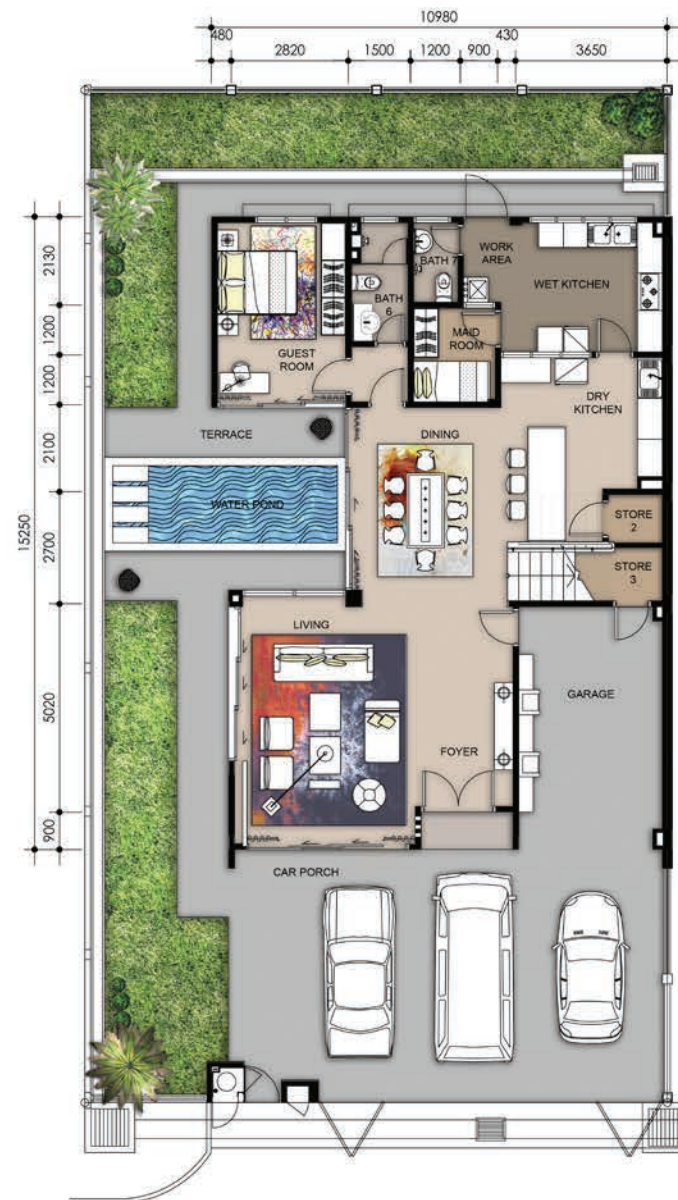 10980
480
430
2820
1500
1200
900
3650
2130
1200
1200
2100
2700
5020
900
15250
WORK
AREA
BATH 7
WET KITCHEN
BATH
6
MAID
ROOM
GUEST
ROOM
DRY
KITCHEN
TERRACE
DINING
WATER POND
STORE
2
STORE
3
LIVING
GARAGE
FOYER
CAR PORCH